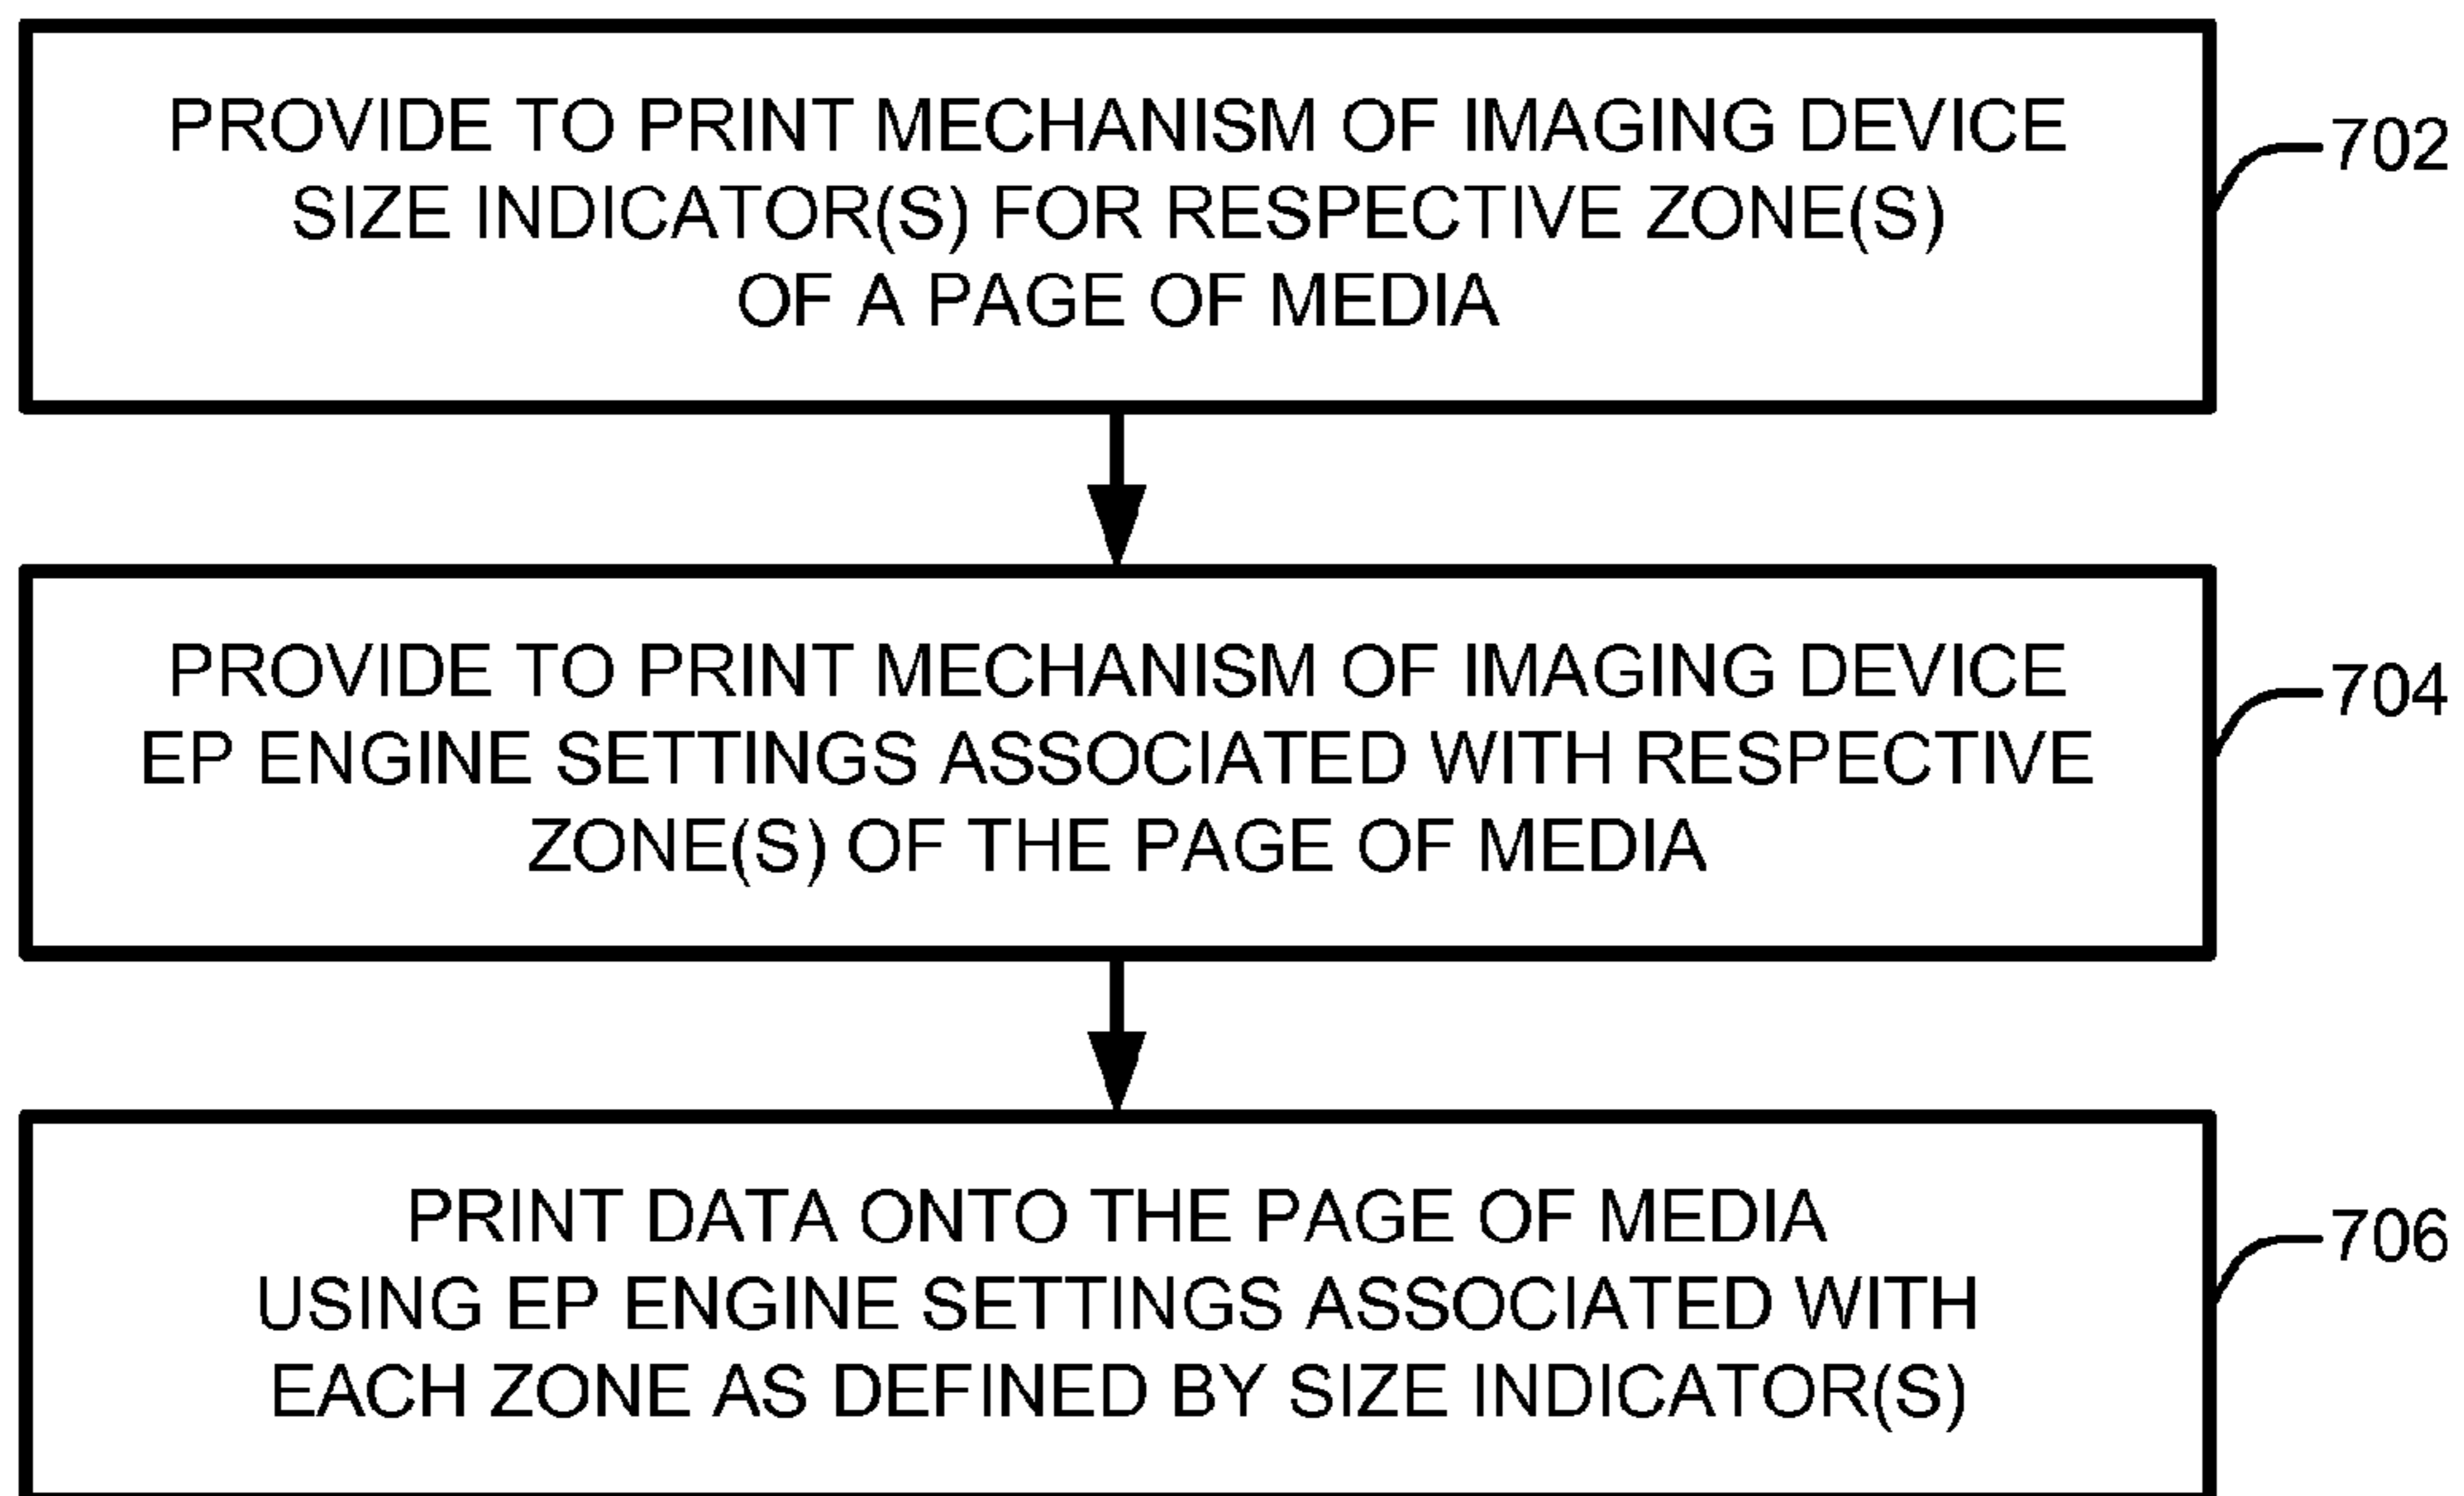 PROVIDE TO PRINT MECHANISM OF IMAGING DEVICE
SIZE INDICATOR(S) FOR RESPECTIVE ZONE(S)
OF A PAGE OF MEDIA
702
PROVIDE TO PRINT MECHANISM OF IMAGING DEVICE
EP ENGINE SETTINGS ASSOCIATED WITH RESPECTIVE
ZONE(S) OF THE PAGE OF MEDIA
704
PRINT DATA ONTO THE PAGE OF MEDIA
USING EP ENGINE SETTINGS ASSOCIATED WITH
EACH ZONE AS DEFINED BY SIZE INDICATOR(S)
706